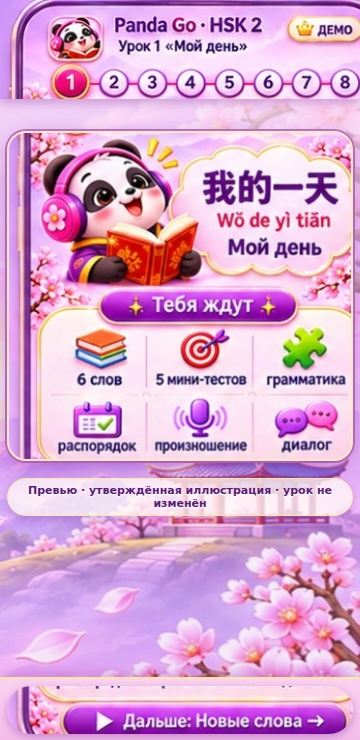 Panda Go · HSK 2
Урок 1 «Мой день»
ДЕМО
1 2 3 4 5 6 7 8
我的一天
Wǒ de yì tiān
Мой день
Тебя ждут
6 слов
5 мини-тестов
грамматика
распорядок
произношение
диалог
Превью · утверждённая иллюстрация · урок не
изменён
Дальше: Новые слова →